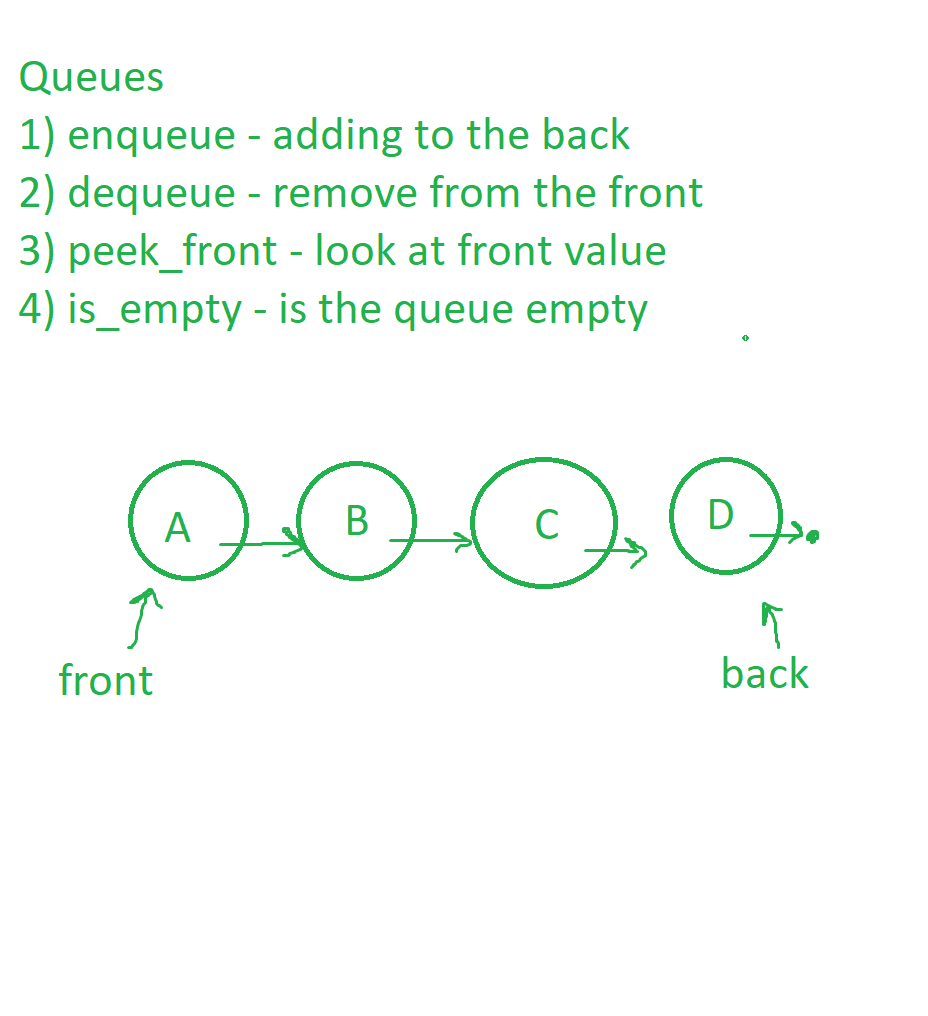 Queues
1) enqueue - adding to the back
2) dequeue - remove from the front
3) peek_front - look at front value
4) is_empty - is the queue empty
A B C D
front back